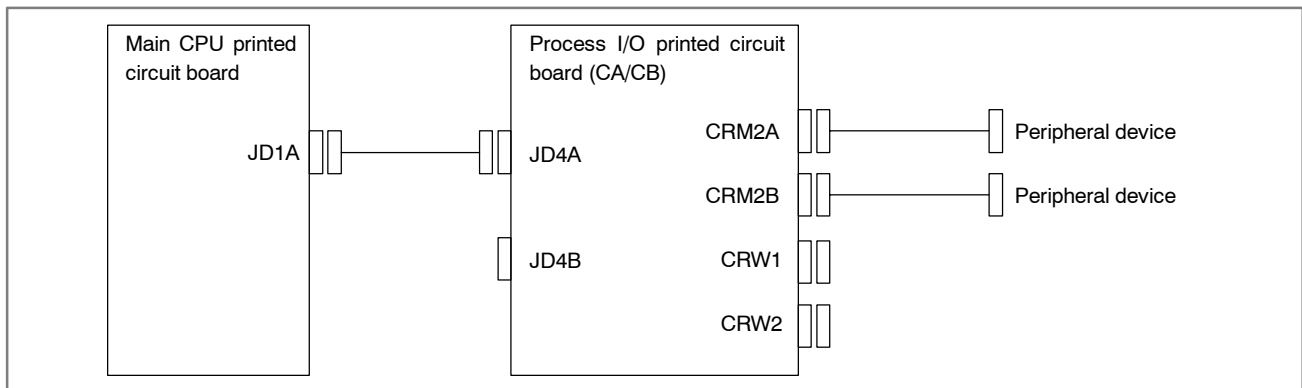 Main CPU printed
circuit board
Process I/O printed circuit
board (CA/CB)
JD1A
JD4A
JD4B
CRM2A
Peripheral device
CRM2B
Peripheral device
CRW1
CRW2